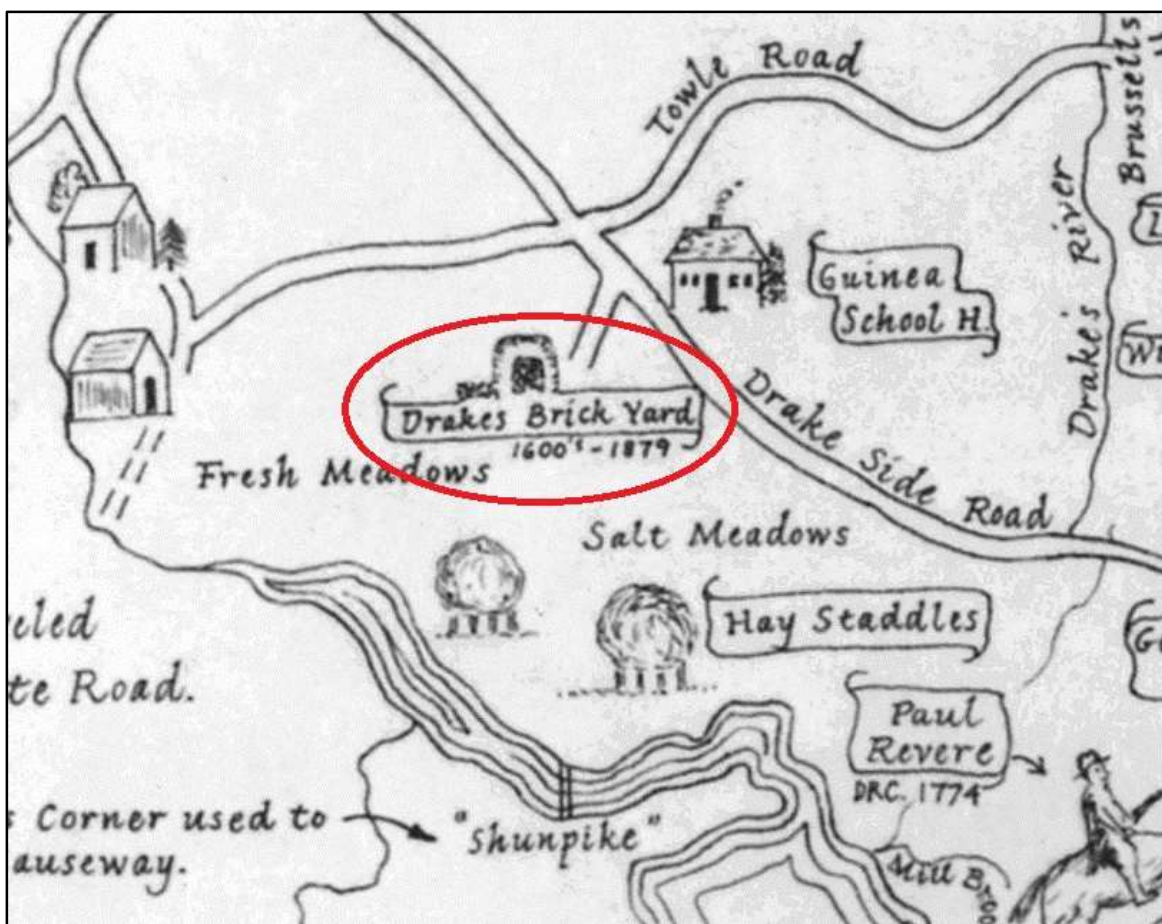 Towle Road
Brussells
Drake's River
Guinea
School H.
Drakes Brick Yard
1600's - 1879
Drake Side Road
Fresh Meadows
Salt Meadows
Hay Staddles
te Road.
Paul
Revere
DRC. 1774
Corner used to
"Shunpike"
auseway.
Mill